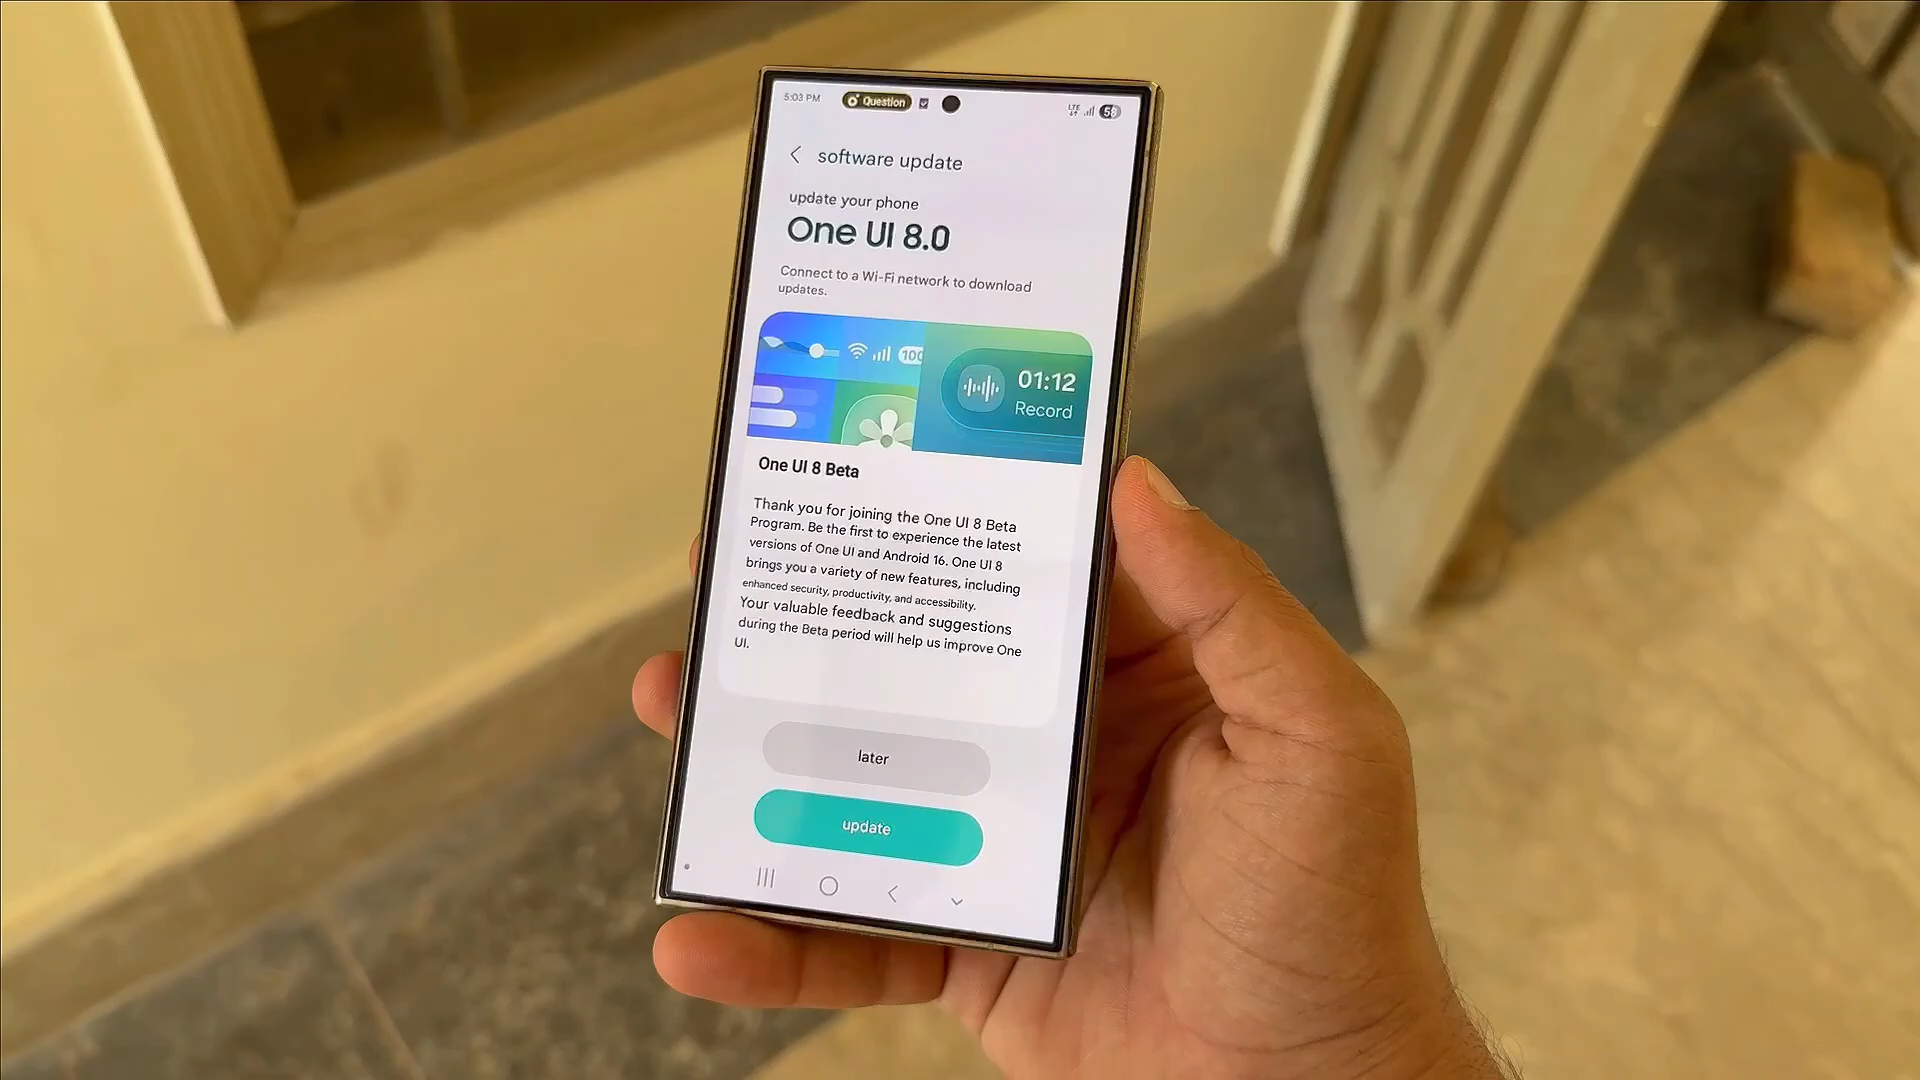 5:03 PM Question LTE
software update
update your phone
One UI 8.0
Connect to a Wi-Fi network to download
updates.
100
01:12
Record
One UI 8 Beta
Thank you for joining the One UI 8 Beta
Program. Be the first to experience the latest
versions of One UI and Android 16. One UI 8
brings you a variety of new features, including
enhanced security, productivity, and accessibility.
Your valuable feedback and suggestions
during the Beta period will help us improve One
UI.
later
update